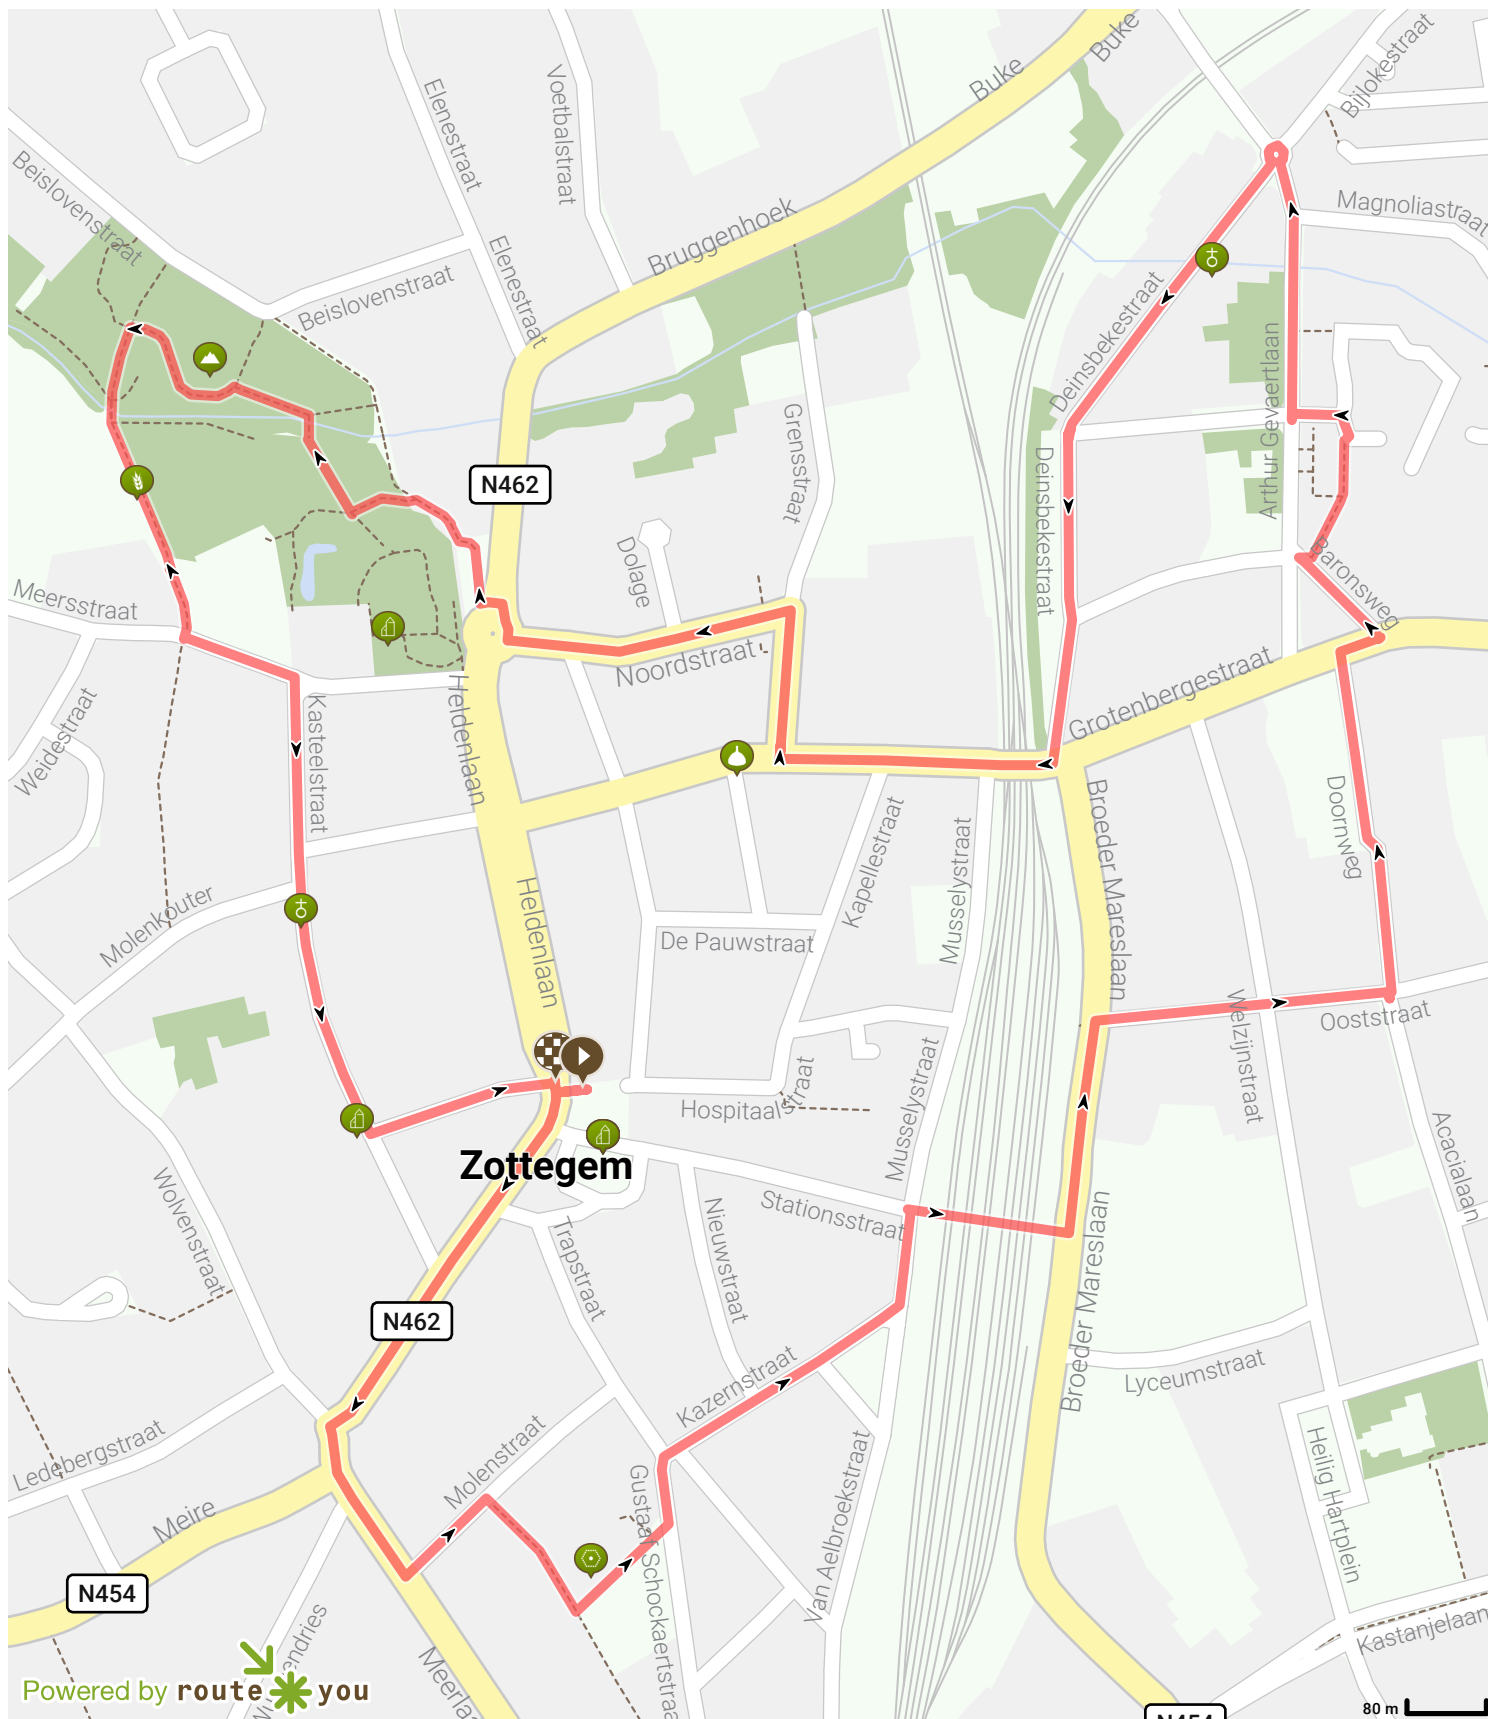 Buke
Buke
Bijlokestraat
Elenestraat
Voetbalstraat
Beislovenstraat
Magnoliastraat
Bruggenhoek
Elenestraat
Beislovenstraat
Deinsbekestraat
Arthur Gevaertlaan
Grensstraat
N462
Deinsbekestraat
Dolage
Baronsweg
Meersstraat
Noordstraat
Grotenbergestraat
Heldenlaan
Weidestraat
Kasteelstraat
Doornweg
Broeder Mareslaan
Kapellestraat
Musselystraat
Molenkouter
Heldenlaan
De Pauwstraat
Welzijnstraat
Ooststraat
Musselystraat
Hospitaalstraat
Acacialaan
Zottegem
Wolvenstraat
Stationsstraat
Nieuwstraat
Trapstraat
Broeder Mareslaan
N462
Kazernstraat
Lyceumstraat
Ledebergstraat
Molenstraat
Meire
Gustaaf Schockaertstraat
Van Aelbroekstraat
Heilig Hartplein
N454
Kastanjelaan
Powered by routeyou
80 m
N454